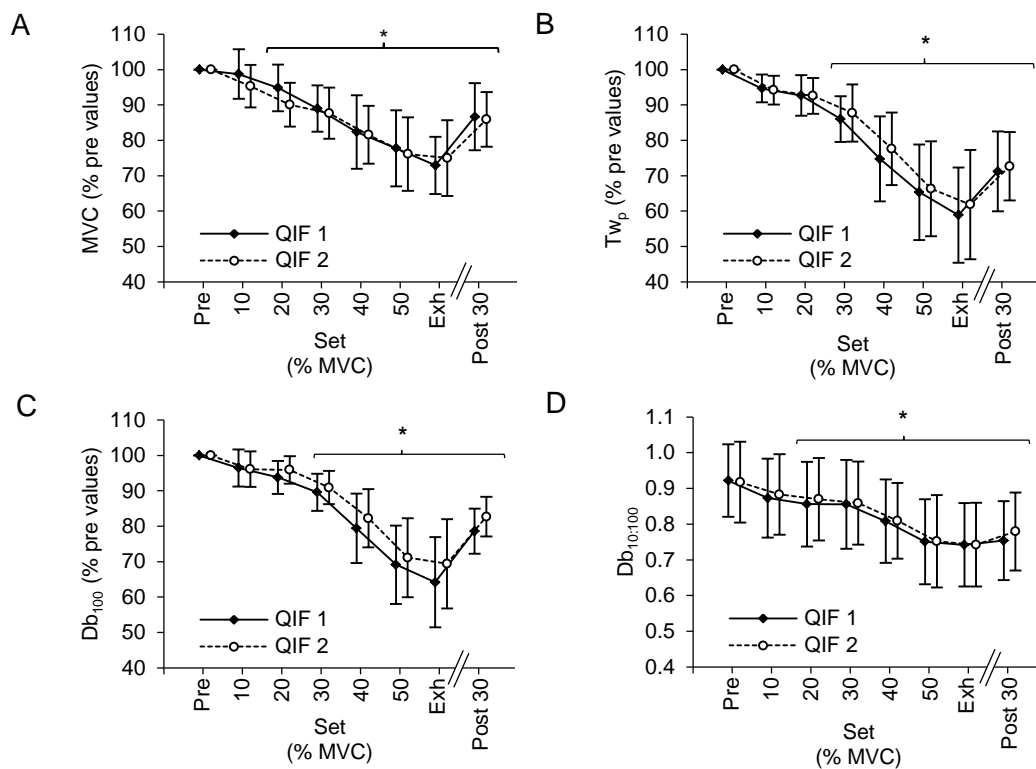 A
*
MVC (% pre values)
110
100
90
80
70
60
50
40
QIF 1
QIF 2
Pre
10
20
30
40
50
Exh
Post 30
Set
(% MVC)
B
*
Twp (% pre values)
110
100
90
80
70
60
50
40
QIF 1
QIF 2
Pre
10
20
30
40
50
Exh
Post 30
Set
(% MVC)
C
*
Db100 (% pre values)
110
100
90
80
70
60
40
QIF 1
QIF 2
Pre
10
20
30
40
50
Exh
Post 30
Set
(% MVC)
D
*
Db10:100
1.1
1.0
0.9
0.8
0.7
0.6
0.5
0.4
QIF 1
QIF 2
Pre
10
20
30
40
50
Exh
Post 30
Set
(% MVC)